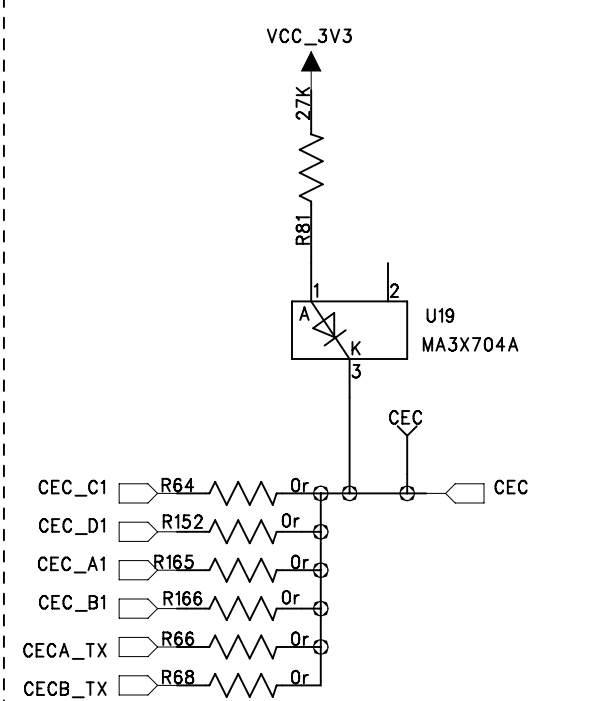 VCC_3V3
27K
R81
1
2
A
K
3
U19
MA3X704A
CEC
CEC_C1 R64 0r CEC
CEC_D1 R152 0r
CEC_A1 R165 0r
CEC_B1 R166 0r
CECA_TX R66 0r
CECB_TX R68 0r